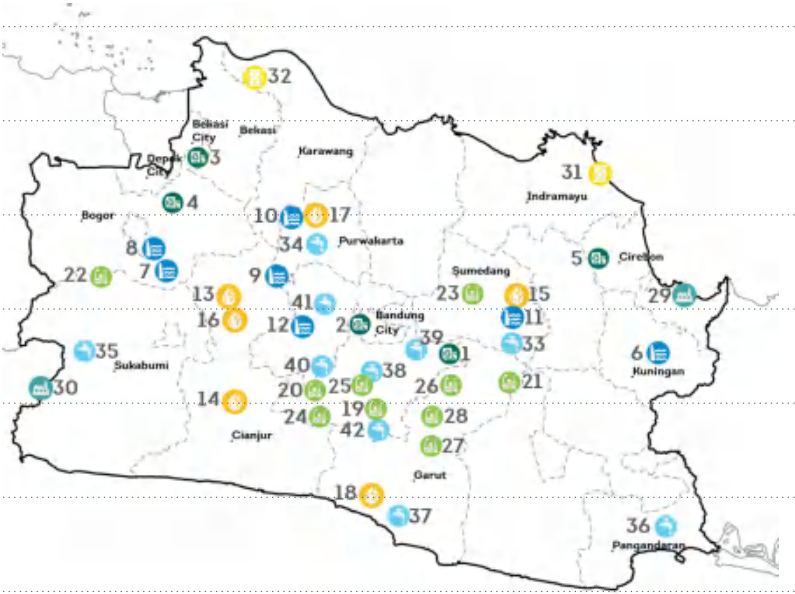 32
Bekasi
City
Bekasi
3
Karawang
Depok
City
31
Indramayu
4
Bogor
10
17
34
Purwakarta
8
7
5
Cirebon
22
9
Sumedang
13
23
15
29
41
16
12
2
Bandung
City
11
39
33
35
1
6
Sukabumi
40
38
Kuningan
30
20
25
26
21
14
24
19
28
42
Cianjur
27
Garut
18
37
36
Pangandaran